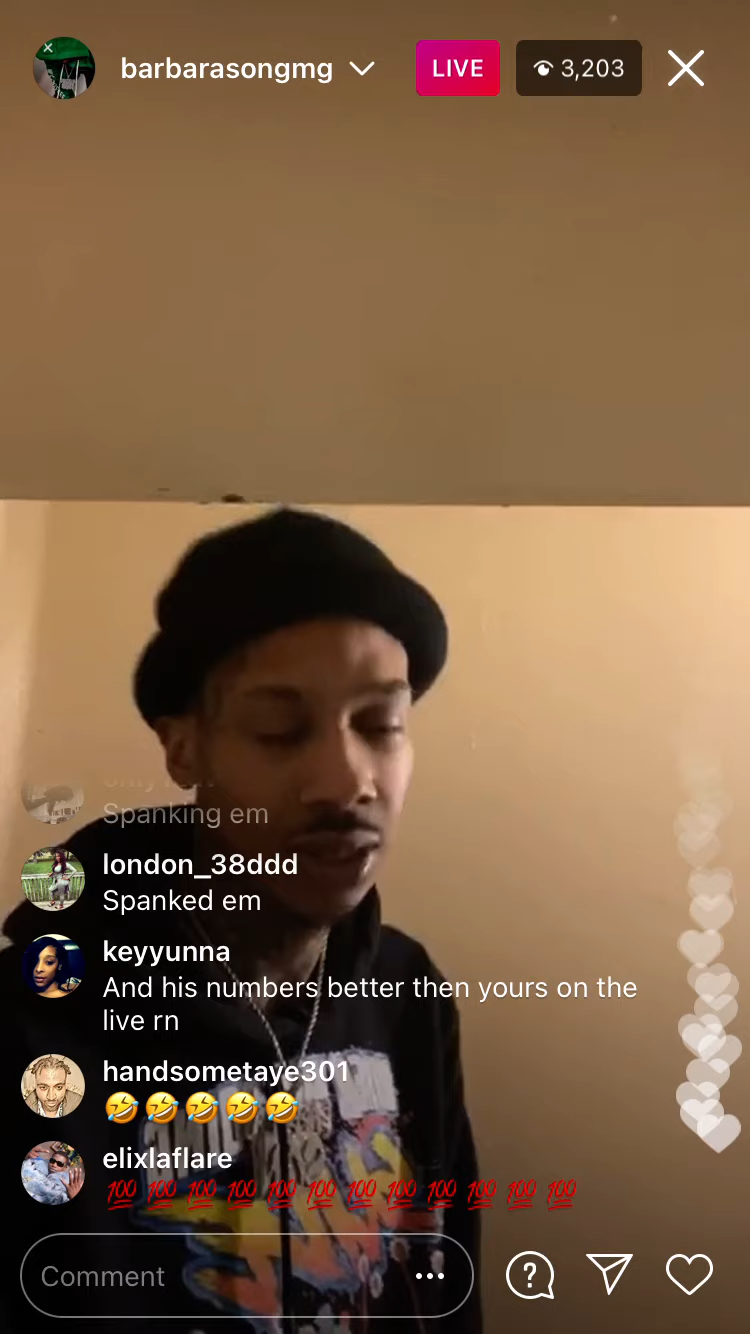 barbarasongmg
LIVE
3,203
Spanking em
london_38ddd
Spanked em
keyyunna
And his numbers better then yours on the
live rn
handsometaye301
🤣🤣🤣🤣🤣
elixlaflare
💯💯💯💯💯💯💯💯💯💯💯💯
Comment